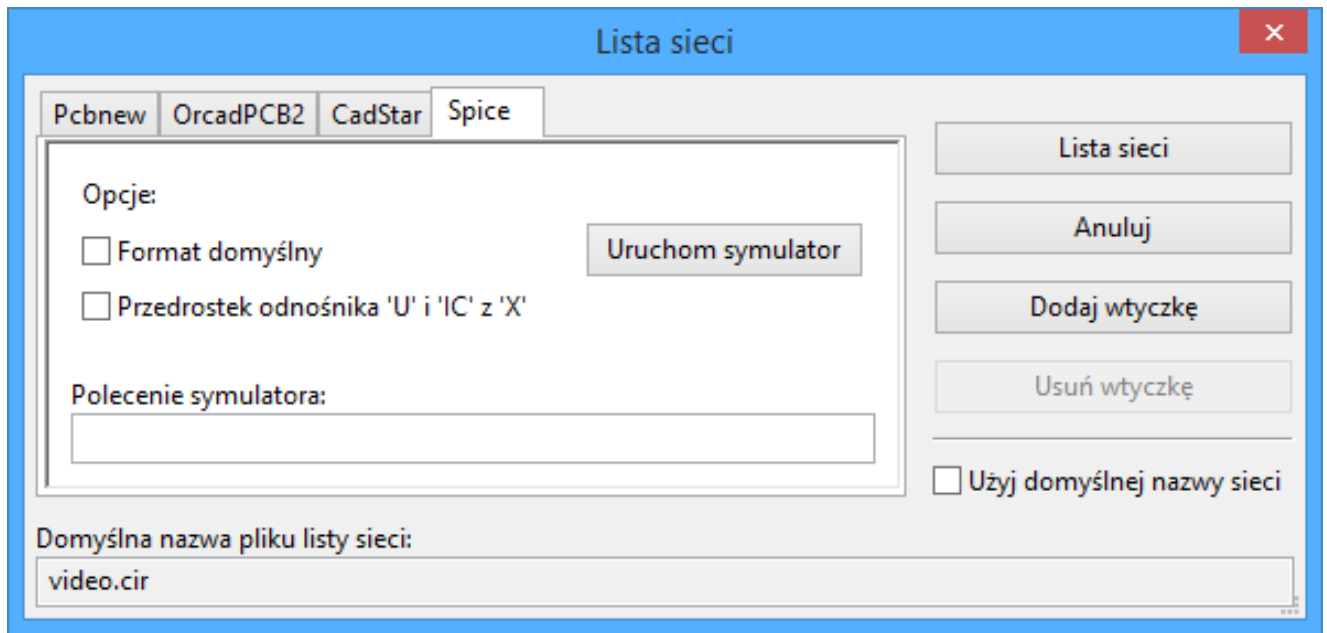 Lista sieci
Pcbnew OrcadPCB2 CadStar Spice
Opcje:
Format domyślny
Uruchom symulator
Przedrostek odnośnika 'U' i 'IC' z 'X'
Polecenie symulatora:
Lista sieci
Anuluj
Dodaj wtyczkę
Usuń wtyczkę
Użyj domyślnej nazwy sieci
Domyślna nazwa pliku listy sieci:
video.cir